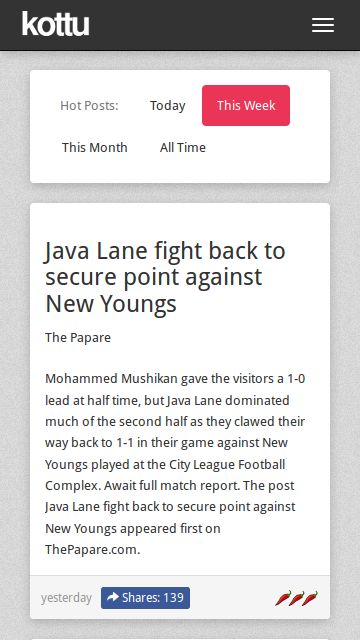 kottu
Hot Posts: Today This Week
This Month All Time
Java Lane fight back to
secure point against
New Youngs
The Papare
Mohammed Mushikan gave the visitors a 1-0
lead at half time, but Java Lane dominated
much of the second half as they clawed their
way back to 1-1 in their game against New
Youngs played at the City League Football
Complex. Await full match report. The post
Java Lane fight back to secure point against
New Youngs appeared first on
ThePapare.com.
yesterday Shares: 139